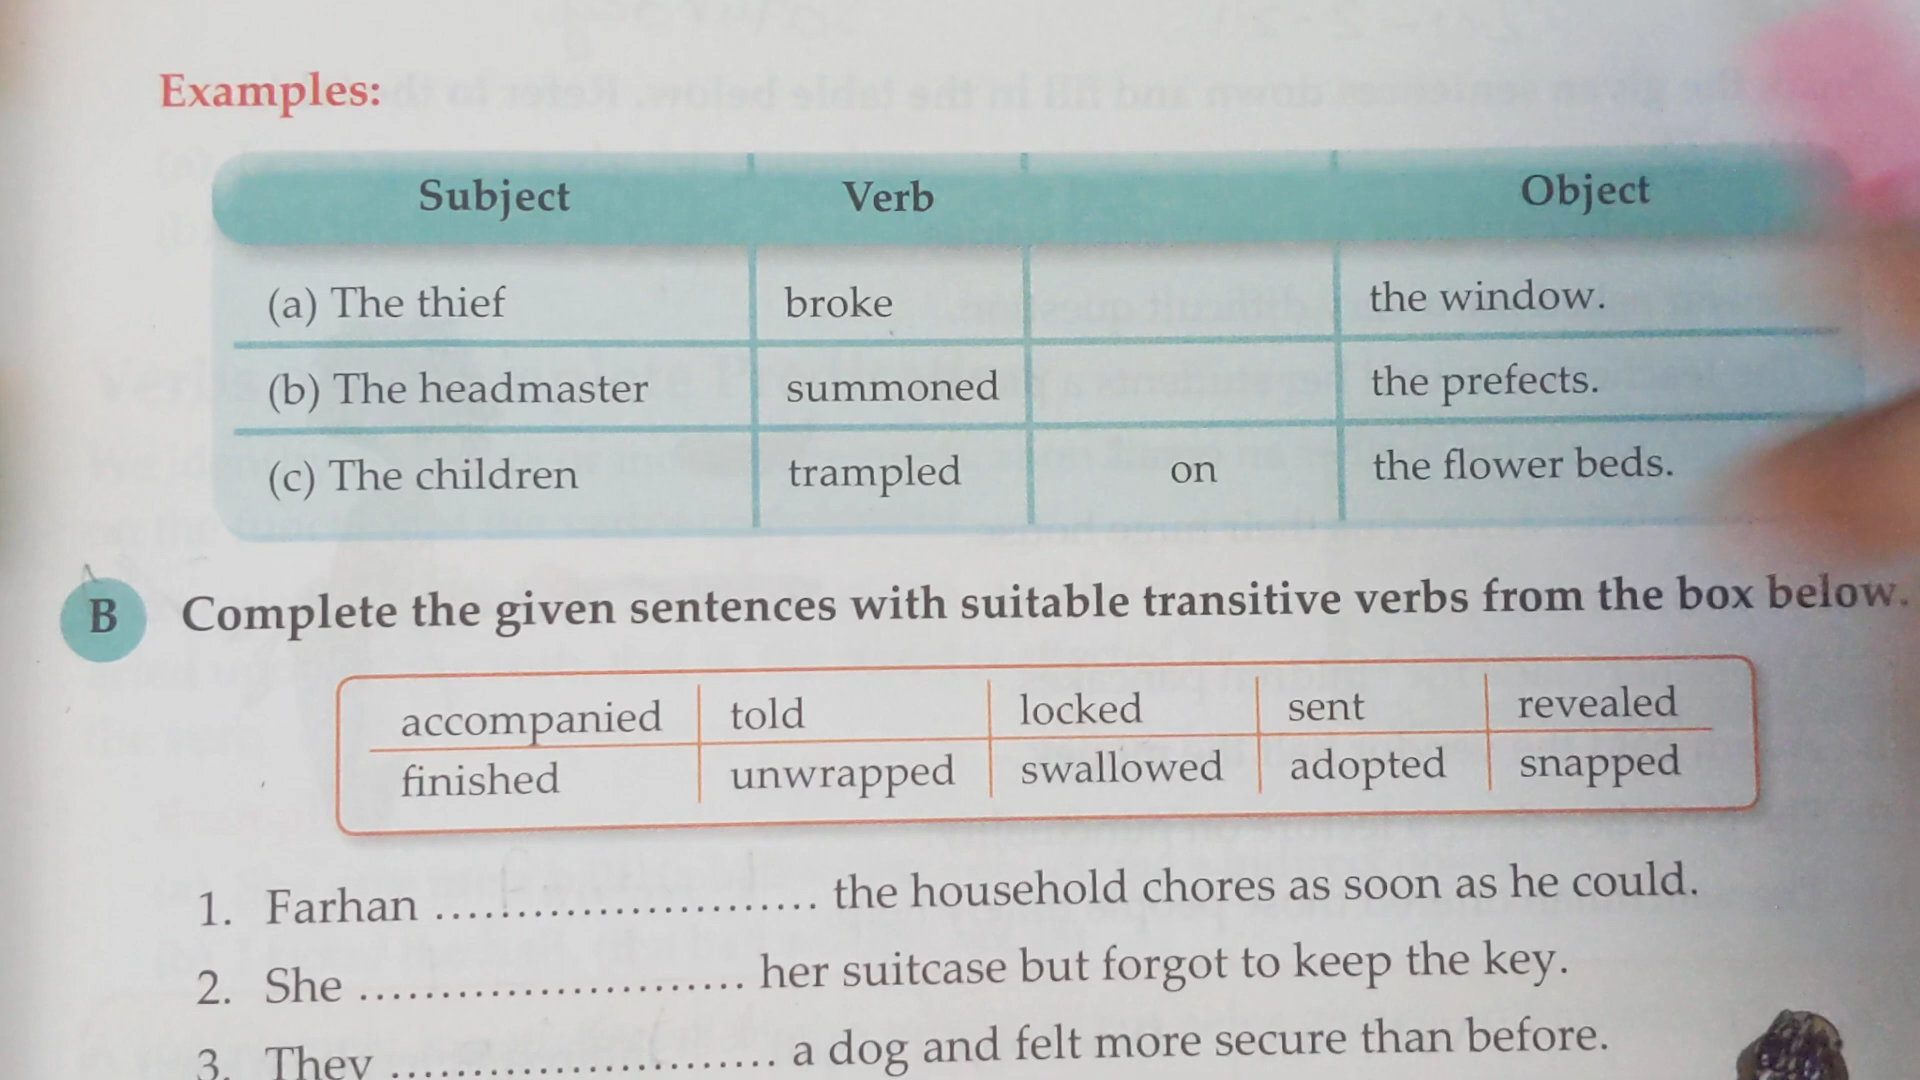 Examples:
Subject Verb Object
(a) The thief broke the window.
(b) The headmaster summoned the prefects.
(c) The children trampled on the flower beds.
B Complete the given sentences with suitable transitive verbs from the box below.
accompanied told locked sent revealed
finished unwrapped swallowed adopted snapped
1. Farhan ............................ the household chores as soon as he could.
2. She ............................ her suitcase but forgot to keep the key.
3. They ............................ a dog and felt more secure than before.